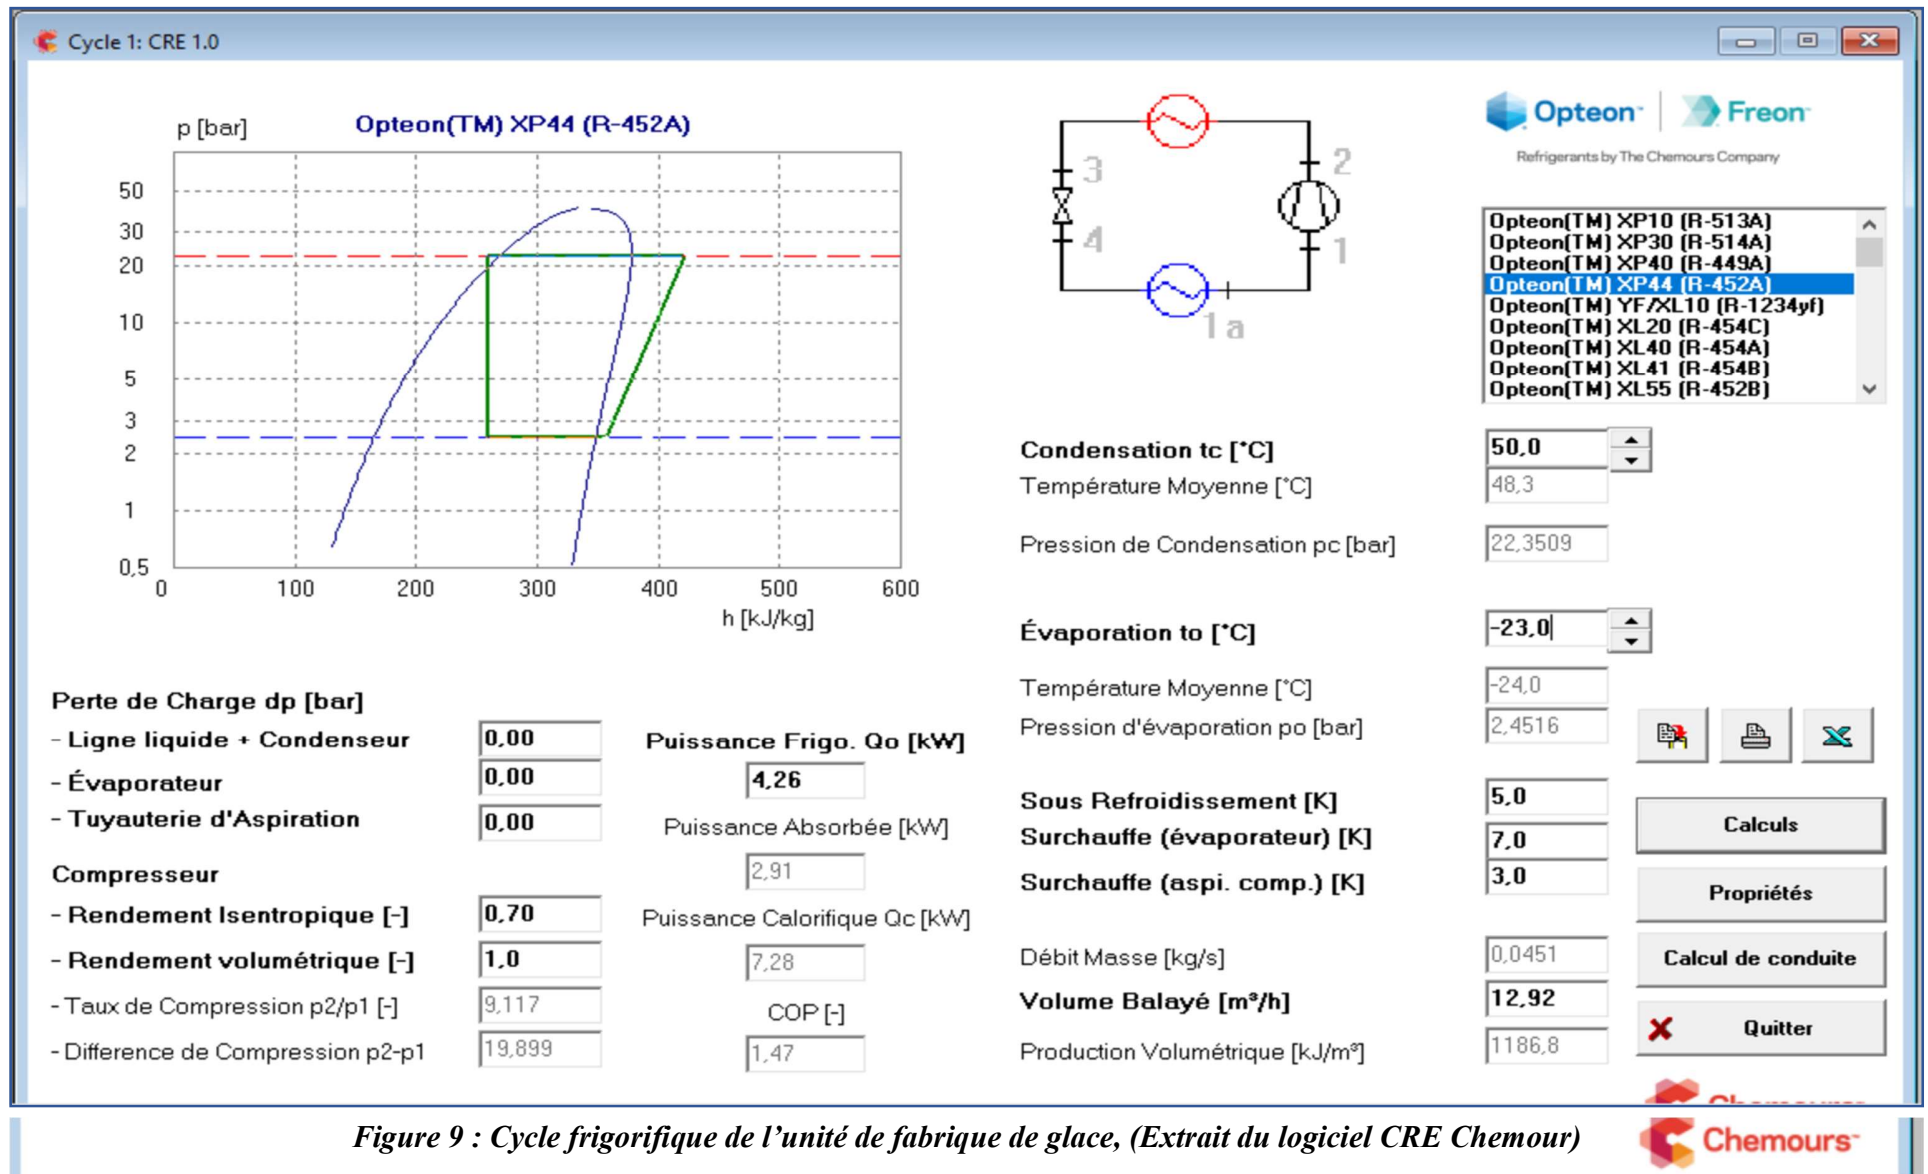 Cycle 1: CRE 1.0
p [bar]
Opteon(TM) XP44 (R-452A)
50
30
20
10
5
3
2
1
0,5
0
100
200
300
400
500
600
h [kJ/kg]
3
2
4
1
1a
Opteon™
Freon™
Refrigerants by The Chemours Company
Opteon(TM) XP10 (R-513A)
Opteon(TM) XP30 (R-514A)
Opteon(TM) XP40 (R-449A)
Opteon(TM) XP44 (R-452A)
Opteon(TM) YF/XL10 (R-1234yf)
Opteon(TM) XL20 (R-454C)
Opteon(TM) XL40 (R-454A)
Opteon(TM) XL41 (R-454B)
Opteon(TM) XL55 (R-452B)
Condensation tc [°C] 50,0
Température Moyenne [°C] 48,3
Pression de Condensation pc [bar] 22,3509
Évaporation to [°C] -23,0
Température Moyenne [°C] -24,0
Pression d'évaporation po [bar] 2,4516
Sous Refroidissement [K] 5,0
Surchauffe (évaporateur) [K] 7,0
Surchauffe (aspi. comp.) [K] 3,0
Débit Masse [kg/s] 0,0451
Volume Balayé [m³/h] 12,92
Production Volumétrique [kJ/m³] 1186,8
Perte de Charge dp [bar]
- Ligne liquide + Condenseur 0,00
- Évaporateur 0,00
- Tuyauterie d'Aspiration 0,00
Compresseur
- Rendement Isentropique [-] 0,70
- Rendement volumétrique [-] 1,0
- Taux de Compression p2/p1 [-] 9,117
- Difference de Compression p2-p1 19,899
Puissance Frigo. Qo [kW]
4,26
Puissance Absorbée [kW]
2,91
Puissance Calorifique Qc [kW]
7,28
COP [-]
1,47
Calculs
Propriétés
Calcul de conduite
Quitter
Figure 9 : Cycle frigorifique de l'unité de fabrique de glace, (Extrait du logiciel CRE Chemour)
Chemours™